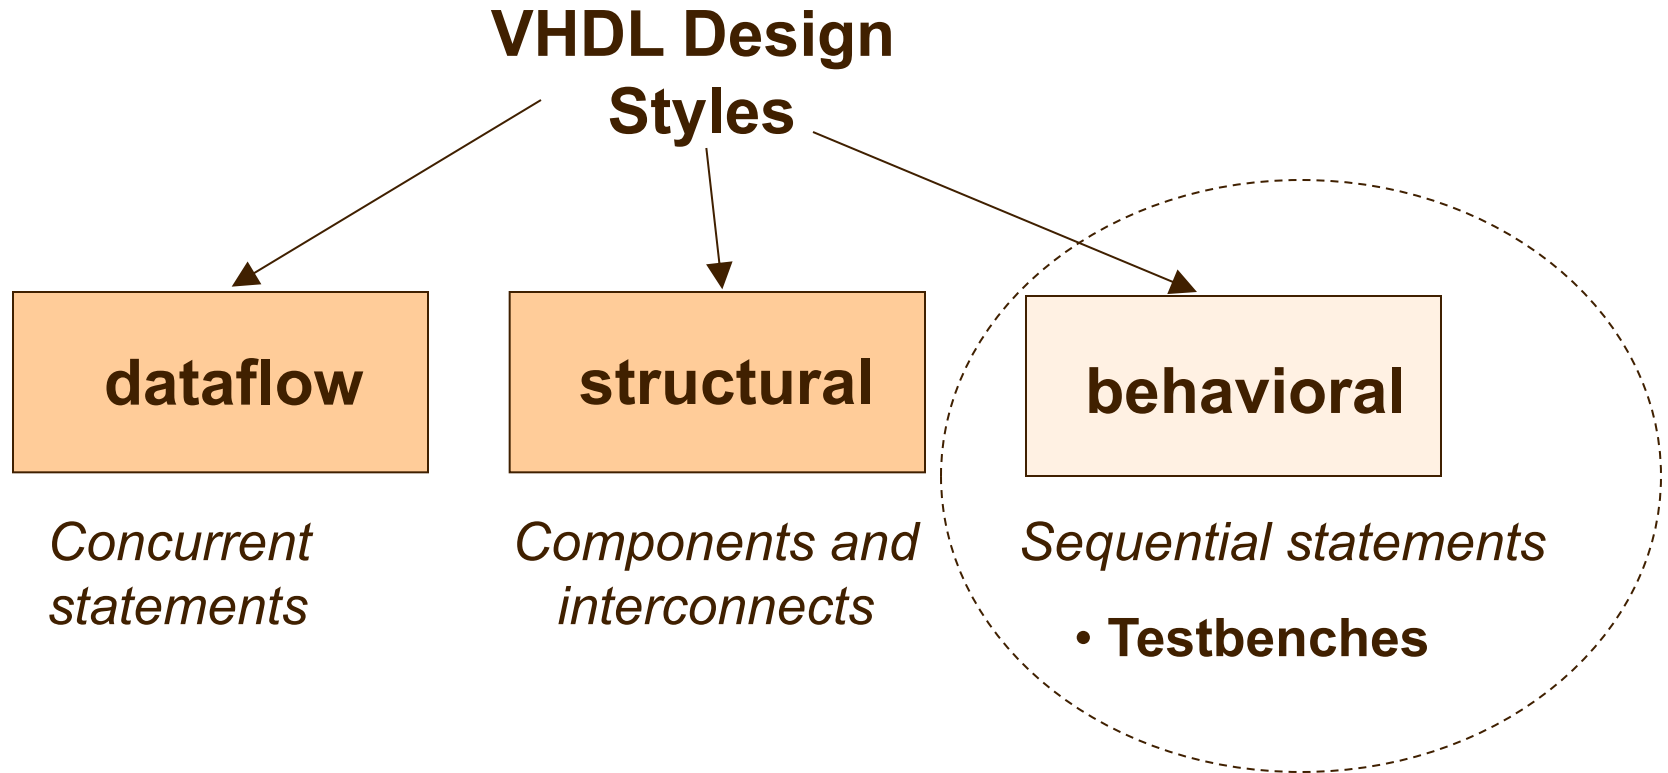 VHDL Design
Styles
dataflow
structural
behavioral
Concurrent
statements
Components and
interconnects
Sequential statements
• Testbenches